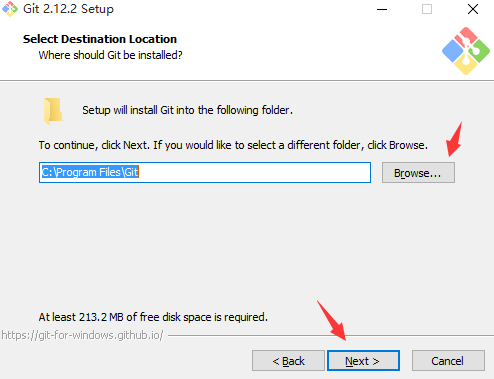 Git 2.12.2 Setup
Select Destination Location
Where should Git be installed?
Setup will install Git into the following folder.
To continue, click Next. If you would like to select a different folder, click Browse.
C:\Program Files\Git
Browse...
At least 213.2 MB of free disk space is required.
https://git-for-windows.github.io/
< Back
Next >
Cancel